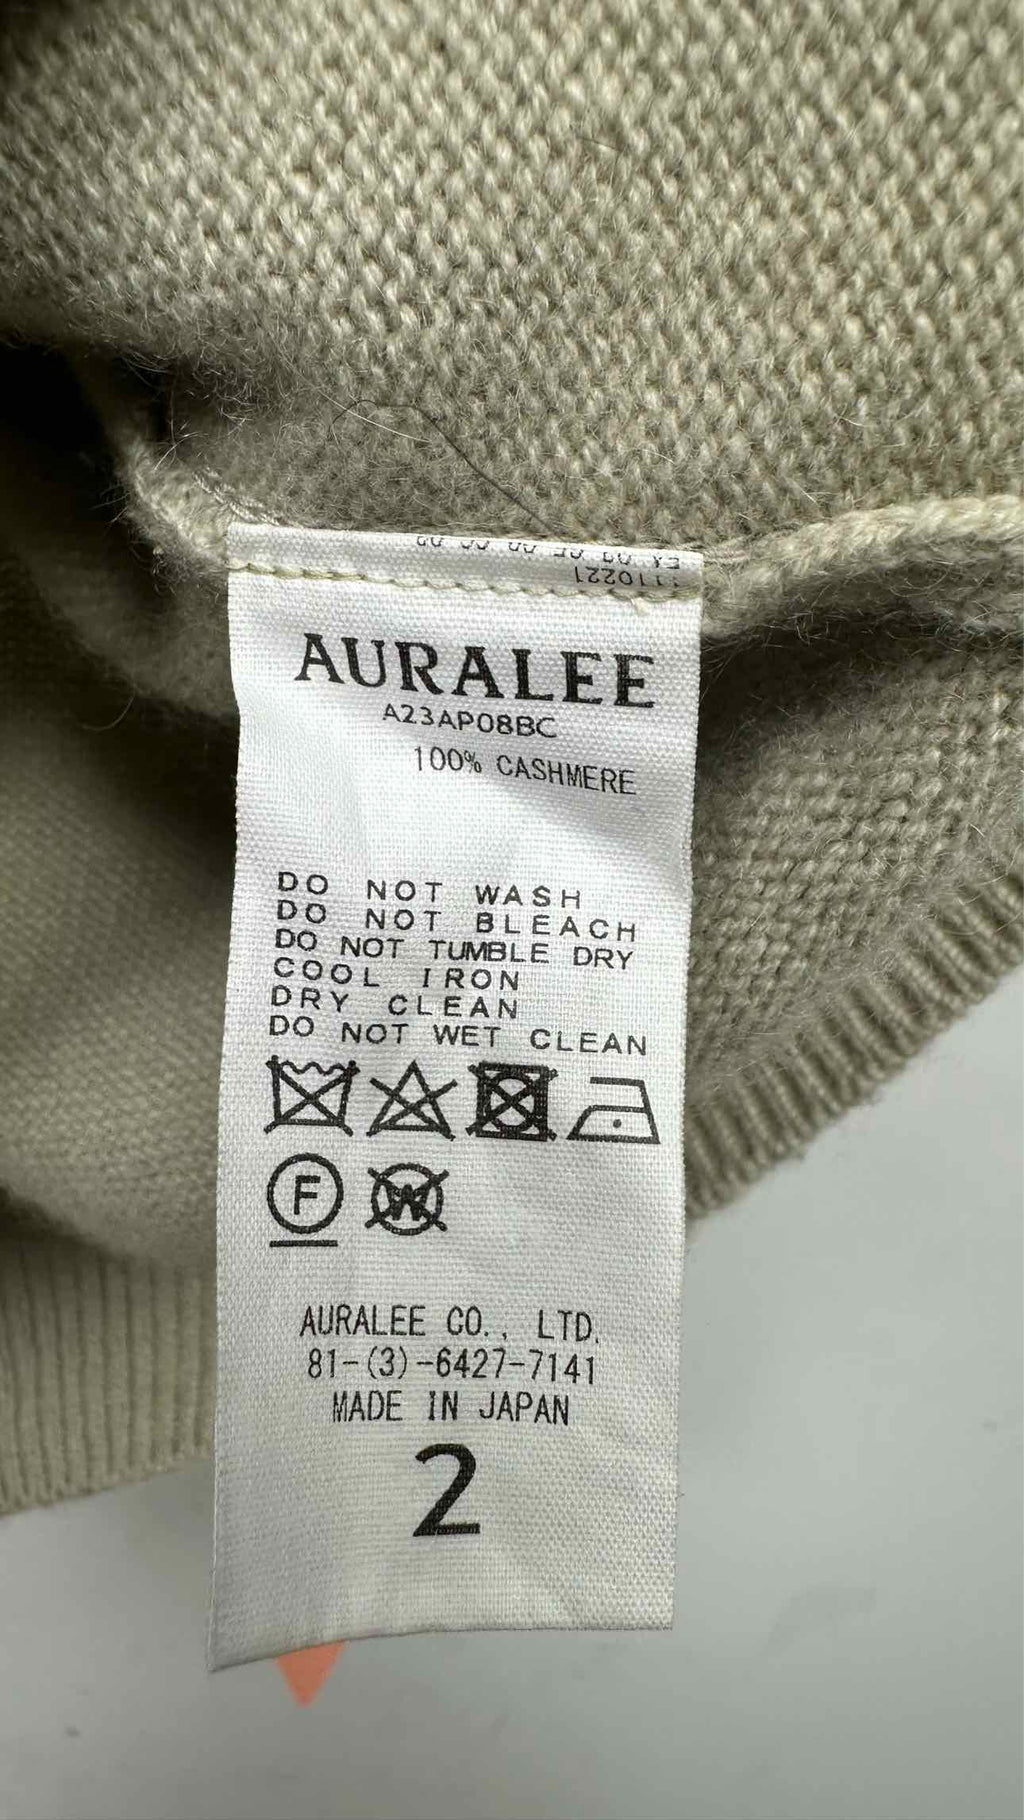 1110221
AURALEE
A23AP08BC
100% CASHMERE
DO NOT WASH
DO NOT BLEACH
DO NOT TUMBLE DRY
COOL IRON
DRY CLEAN
DO NOT WET CLEAN
F W
AURALEE CO., LTD.
81-(3)-6427-7141
MADE IN JAPAN
2